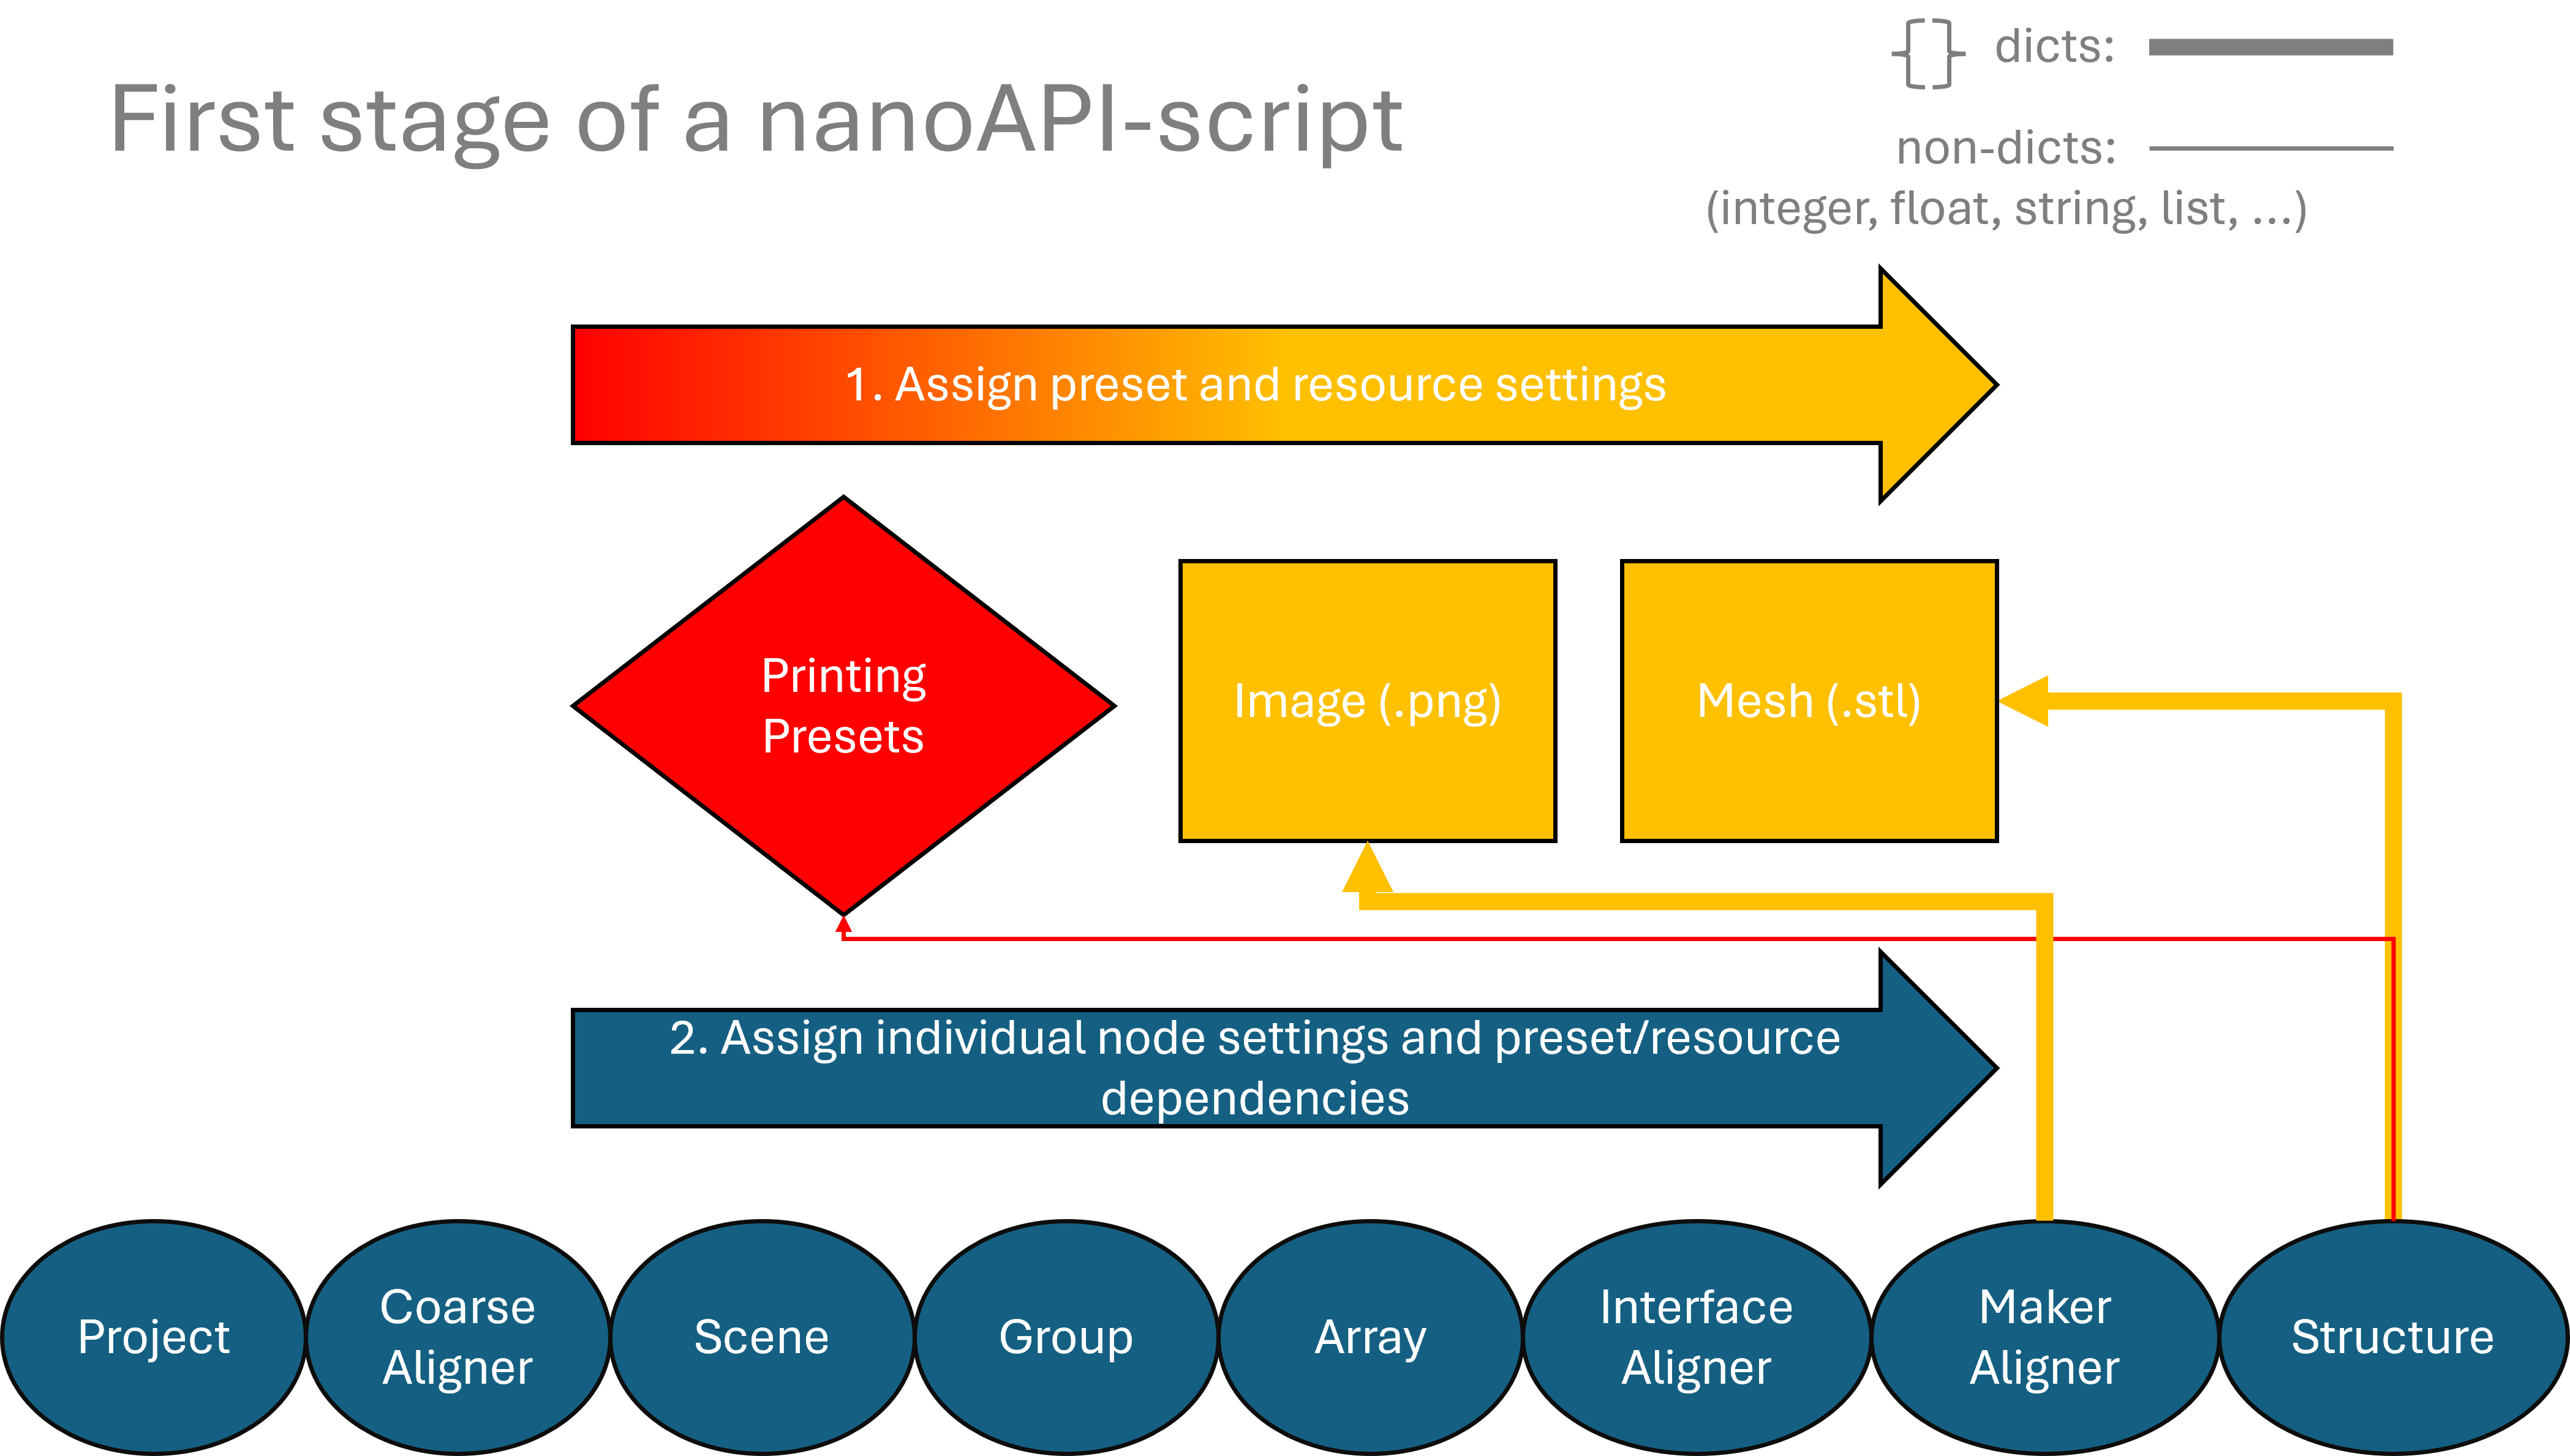 {} dicts:
First stage of a nanoAPI-script
non-dicts:
(integer, float, string, list, ...)
1. Assign preset and resource settings
Printing
Presets
Image (.png)
Mesh (.stl)
2. Assign individual node settings and preset/resource
dependencies
Project
Coarse
Aligner
Scene
Group
Array
Interface
Aligner
Maker
Aligner
Structure